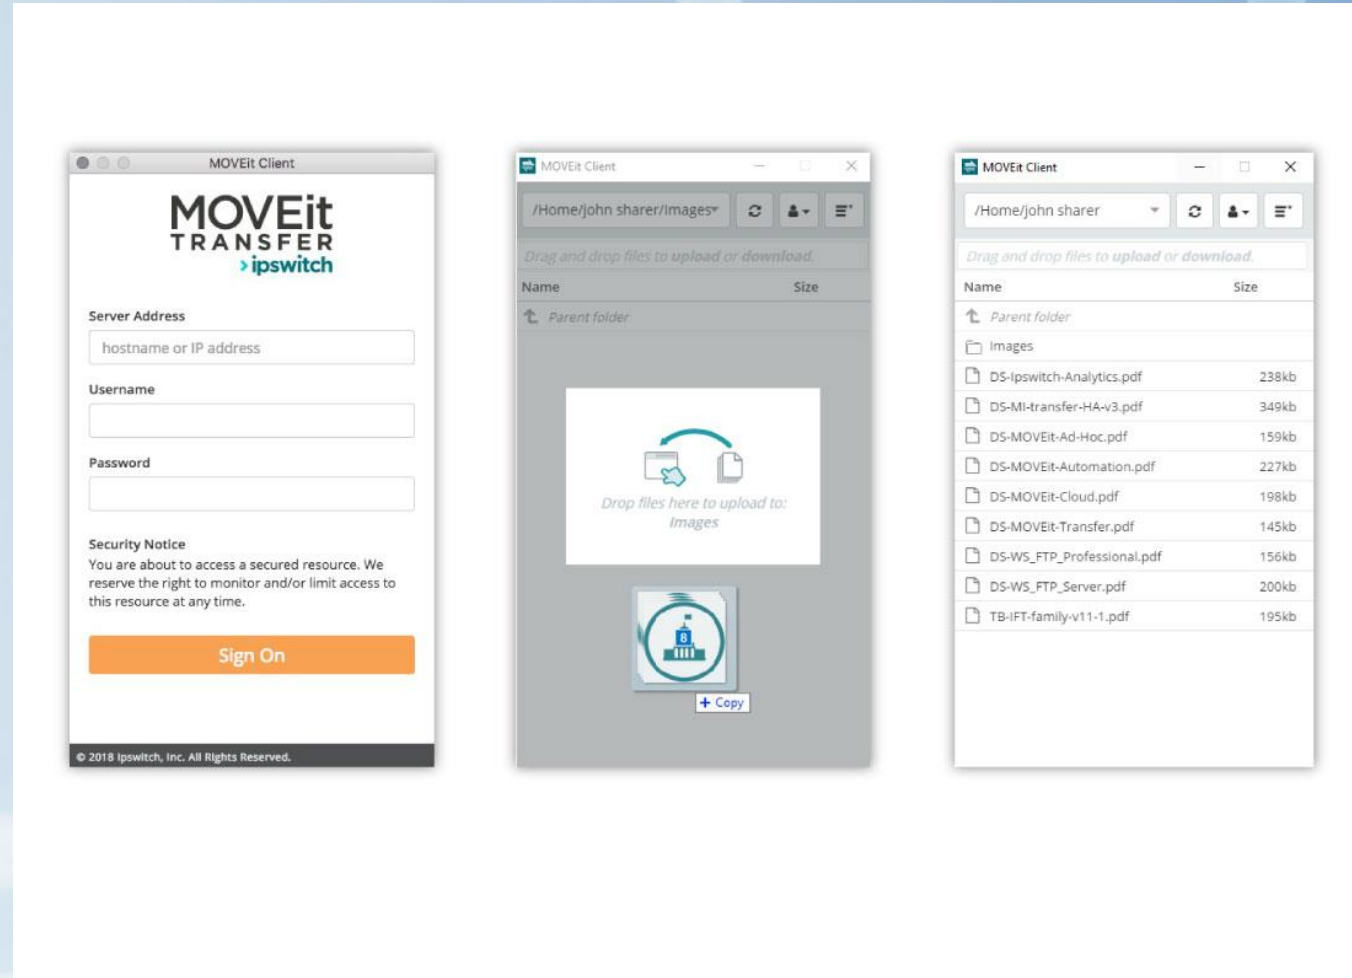 MOVEit Client
MOVEit
TRANSFER
ipswitch
Server Address
hostname or IP address
Username
Password
Security Notice
You are about to access a secured resource. We
reserve the right to monitor and/or limit access to
this resource at any time.
Sign On
© 2018 Ipswitch, Inc. All Rights Reserved.
MOVEit Client
/Home/john sharer/Images
Drag and drop files to upload or download.
Name Size
Parent folder
Drop files here to upload to:
Images
8
+ Copy
MOVEit Client
/Home/john sharer
Drag and drop files to upload or download.
Name Size
Parent folder
Images
DS-Ipswitch-Analytics.pdf 238kb
DS-MI-transfer-HA-v3.pdf 349kb
DS-MOVEit-Ad-Hoc.pdf 159kb
DS-MOVEit-Automation.pdf 227kb
DS-MOVEit-Cloud.pdf 198kb
DS-MOVEit-Transfer.pdf 145kb
DS-WS_FTP_Professional.pdf 156kb
DS-WS_FTP_Server.pdf 200kb
TB-IFT-family-v11-1.pdf 195kb